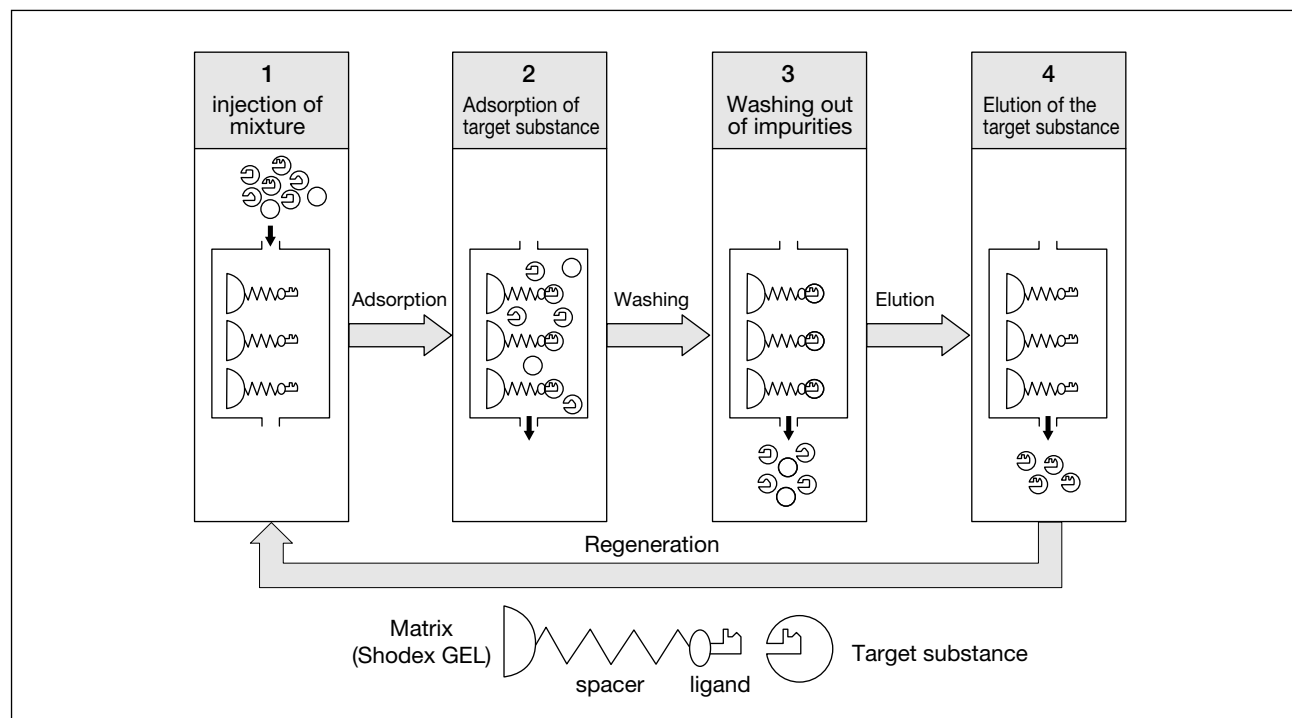 1
injection of
mixture
2
Adsorption of
target substance
3
Washing out
of impurities
4
Elution of the
target substance
Adsorption
Washing
Elution
Regeneration
Matrix
(Shodex GEL)
spacer
ligand
Target substance